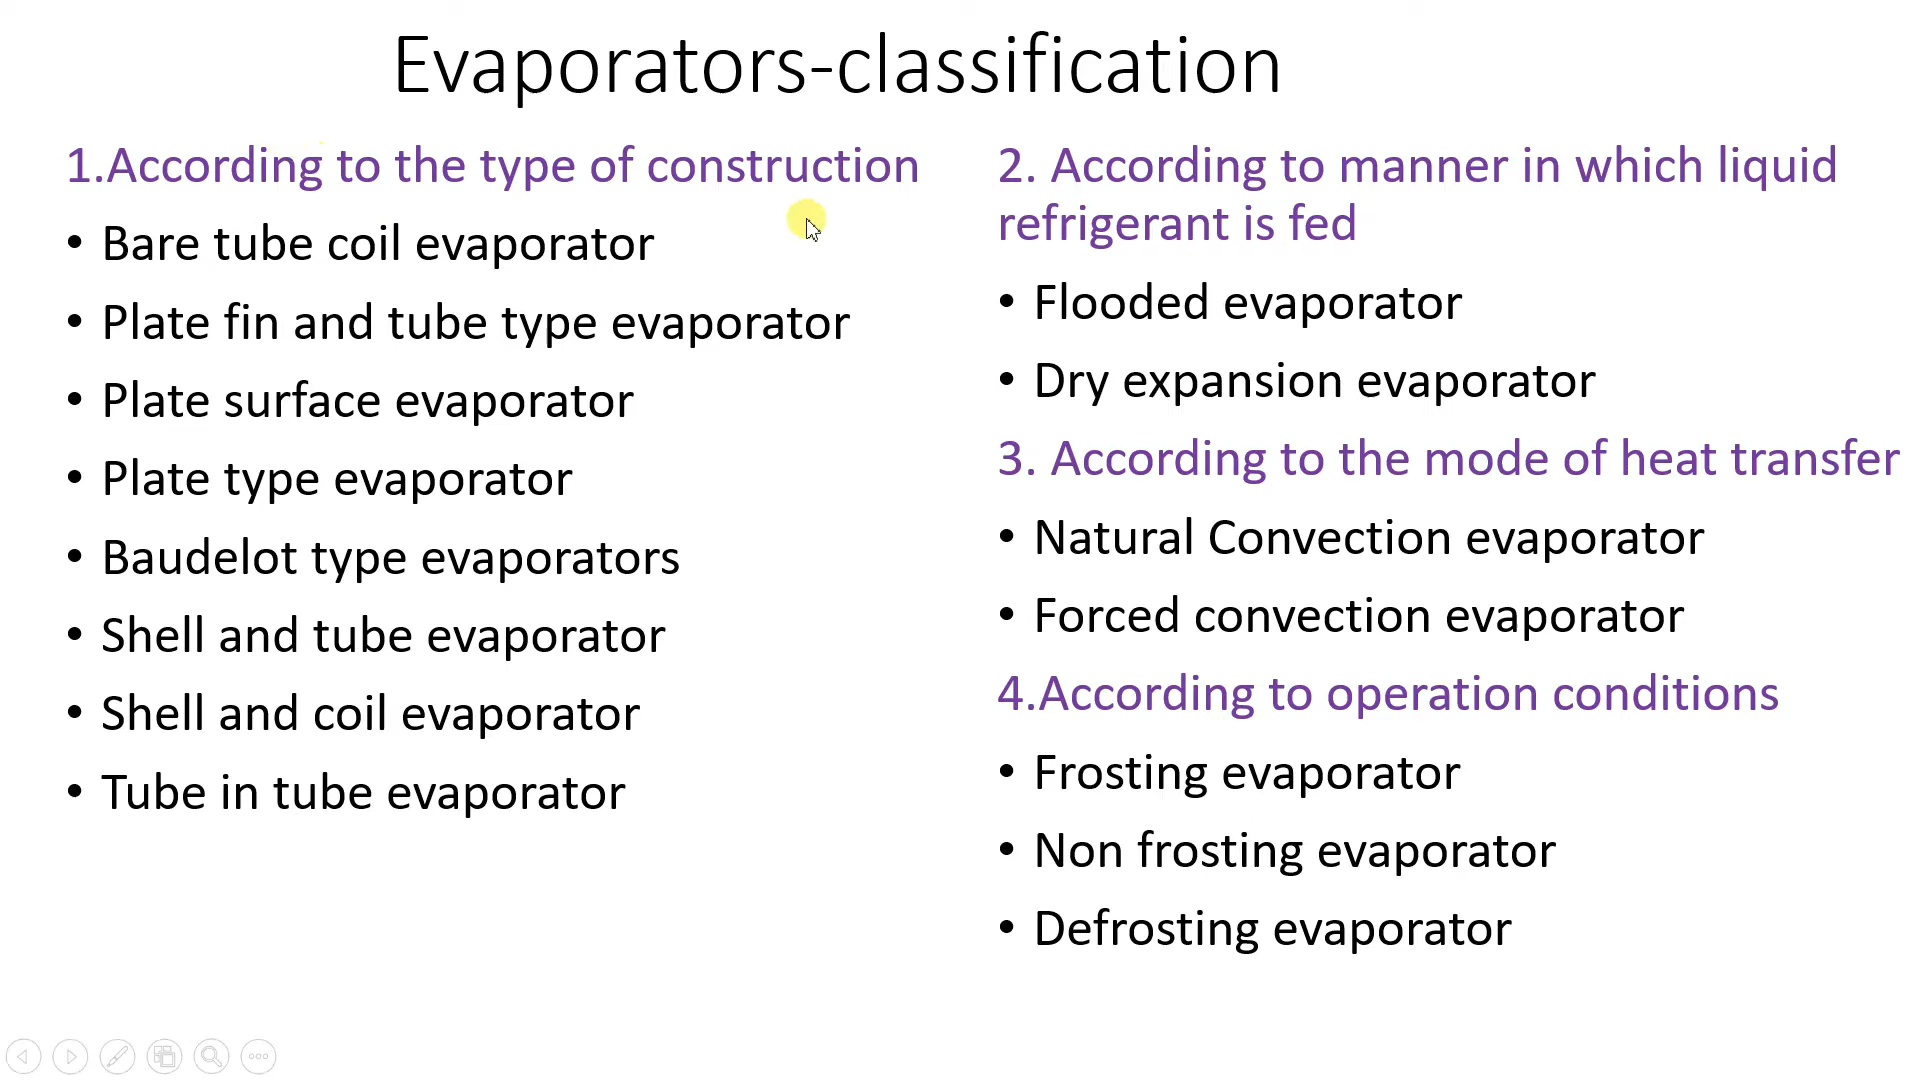 Evaporators-classification
1.According to the type of construction
• Bare tube coil evaporator
• Plate fin and tube type evaporator
• Plate surface evaporator
• Plate type evaporator
• Baudelot type evaporators
• Shell and tube evaporator
• Shell and coil evaporator
• Tube in tube evaporator
2. According to manner in which liquid
refrigerant is fed
• Flooded evaporator
• Dry expansion evaporator
3. According to the mode of heat transfer
• Natural Convection evaporator
• Forced convection evaporator
4.According to operation conditions
• Frosting evaporator
• Non frosting evaporator
• Defrosting evaporator